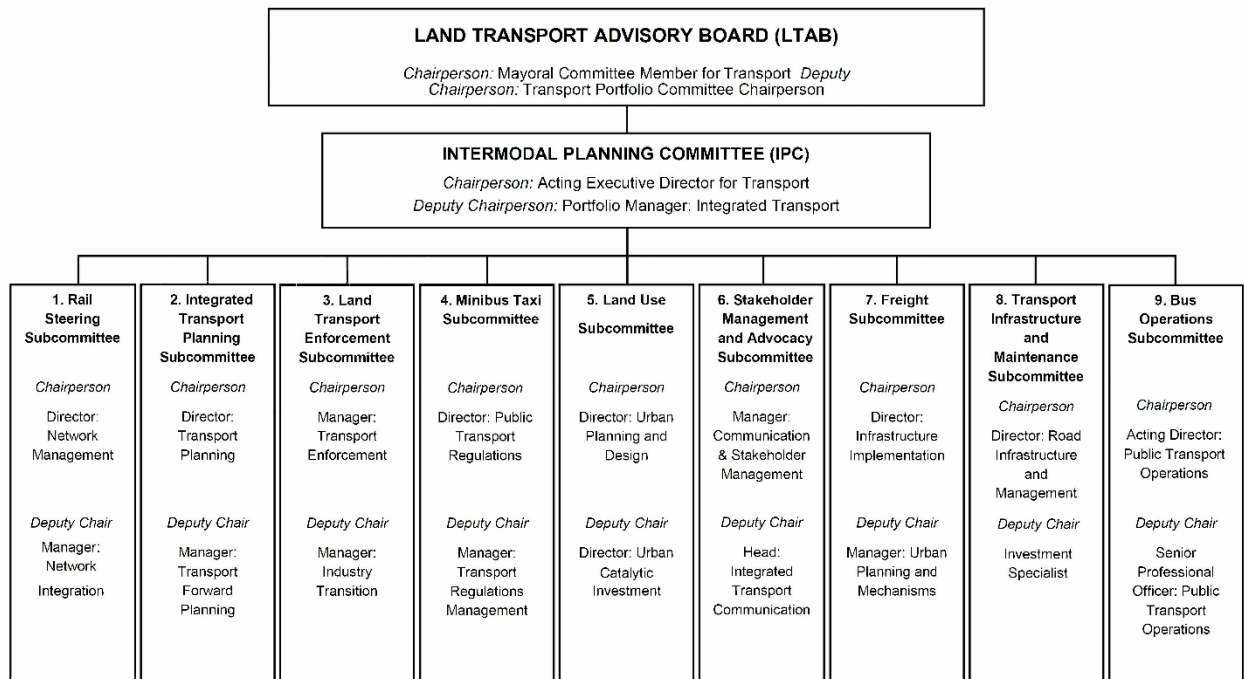 LAND TRANSPORT ADVISORY BOARD (LTAB)
Chairperson: Mayoral Committee Member for Transport Deputy
Chairperson: Transport Portfolio Committee Chairperson
INTERMODAL PLANNING COMMITTEE (IPC)
Chairperson: Acting Executive Director for Transport
Deputy Chairperson: Portfolio Manager: Integrated Transport
1. Rail
Steering
Subcommittee
Chairperson
Director:
Network
Management
Deputy Chair
Manager:
Network
Integration
2. Integrated
Transport
Planning
Subcommittee
Chairperson
Director:
Transport
Planning
Deputy Chair
Manager:
Transport
Forward
Planning
3. Land
Transport
Enforcement
Subcommittee
Chairperson
Manager:
Transport
Enforcement
Deputy Chair
Manager:
Industry
Transition
4. Minibus Taxi
Subcommittee
Chairperson
Director: Public
Transport
Regulations
Deputy Chair
Manager:
Transport
Regulations
Management
5. Land Use
Subcommittee
Chairperson
Director: Urban
Planning and
Design
Deputy Chair
Director: Urban
Catalytic
Investment
6. Stakeholder
Management
and Advocacy
Subcommittee
Chairperson
Manager:
Communication
& Stakeholder
Management
Deputy Chair
Head:
Integrated
Transport
Communication
7. Freight
Subcommittee
Chairperson
Director:
Infrastructure
Implementation
Deputy Chair
Manager: Urban
Planning and
Mechanisms
8. Transport
Infrastructure
and
Maintenance
Subcommittee
Chairperson
Director: Road
Infrastructure
and
Management
Deputy Chair
Investment
Specialist
9. Bus
Operations
Subcommittee
Chairperson
Acting Director:
Public Transport
Operations
Deputy Chair
Senior
Professional
Officer: Public
Transport
Operations